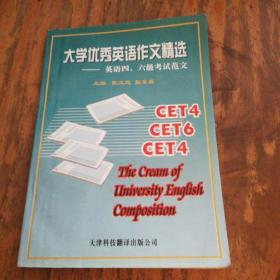 大学优秀英语作文精选
—— 英语四、六级考试范文
主编
CET4
CET6
CET4
The Cream of
University English
Composition
天津科技翻译出版公司